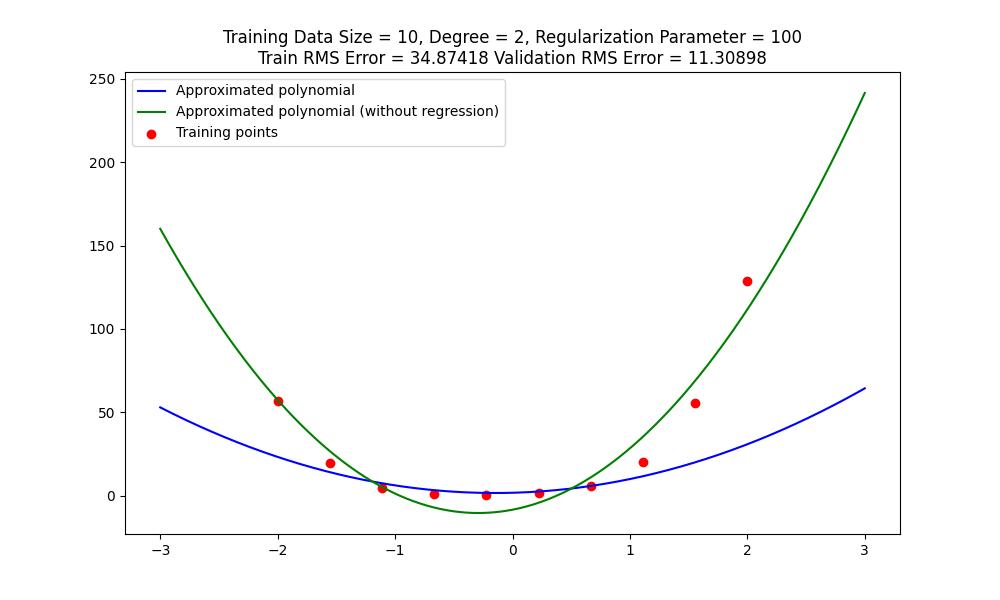 Training Data Size = 10, Degree = 2, Regularization Parameter = 100
Train RMS Error = 34.87418 Validation RMS Error = 11.30898
Approximated polynomial
Approximated polynomial (without regression)
Training points
250
200
150
100
50
0
−3 −2 −1 0 1 2 3